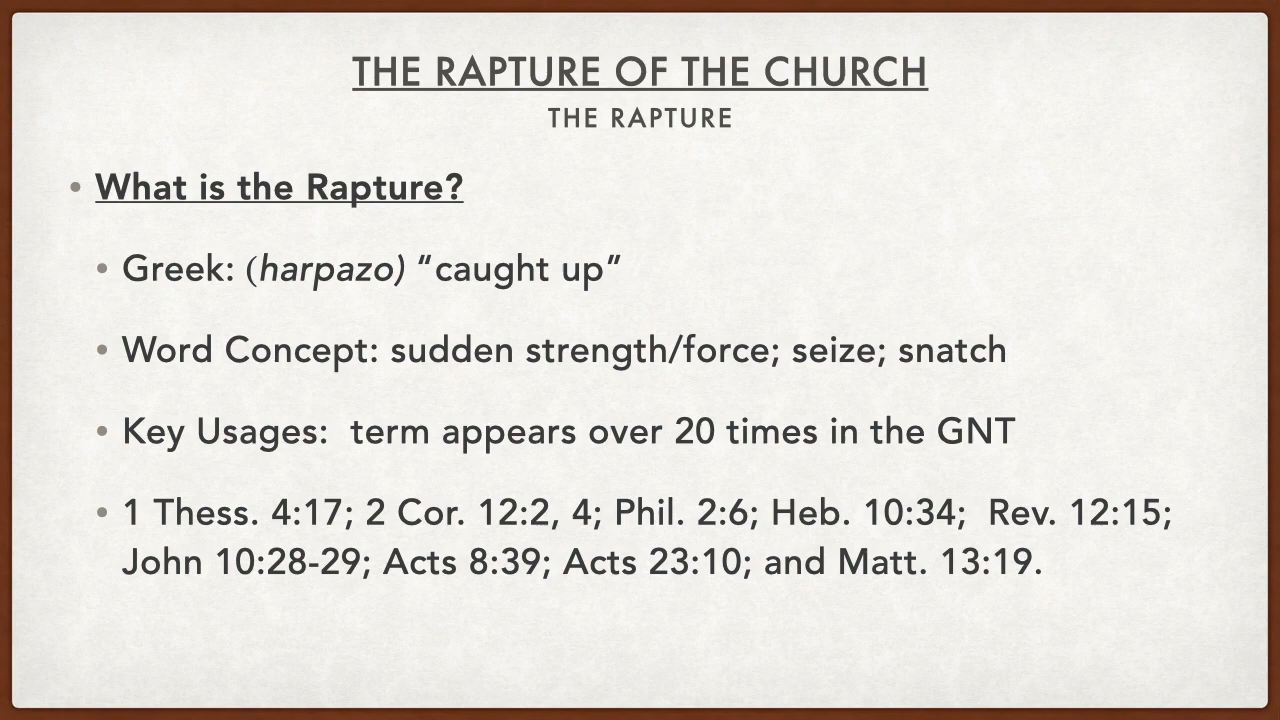 THE RAPTURE OF THE CHURCH
THE RAPTURE
• What is the Rapture?
• Greek: (harpazo) “caught up”
• Word Concept: sudden strength/force; seize; snatch
• Key Usages:  term appears over 20 times in the GNT
• 1 Thess. 4:17; 2 Cor. 12:2, 4; Phil. 2:6; Heb. 10:34;  Rev. 12:15;
John 10:28-29; Acts 8:39; Acts 23:10; and Matt. 13:19.